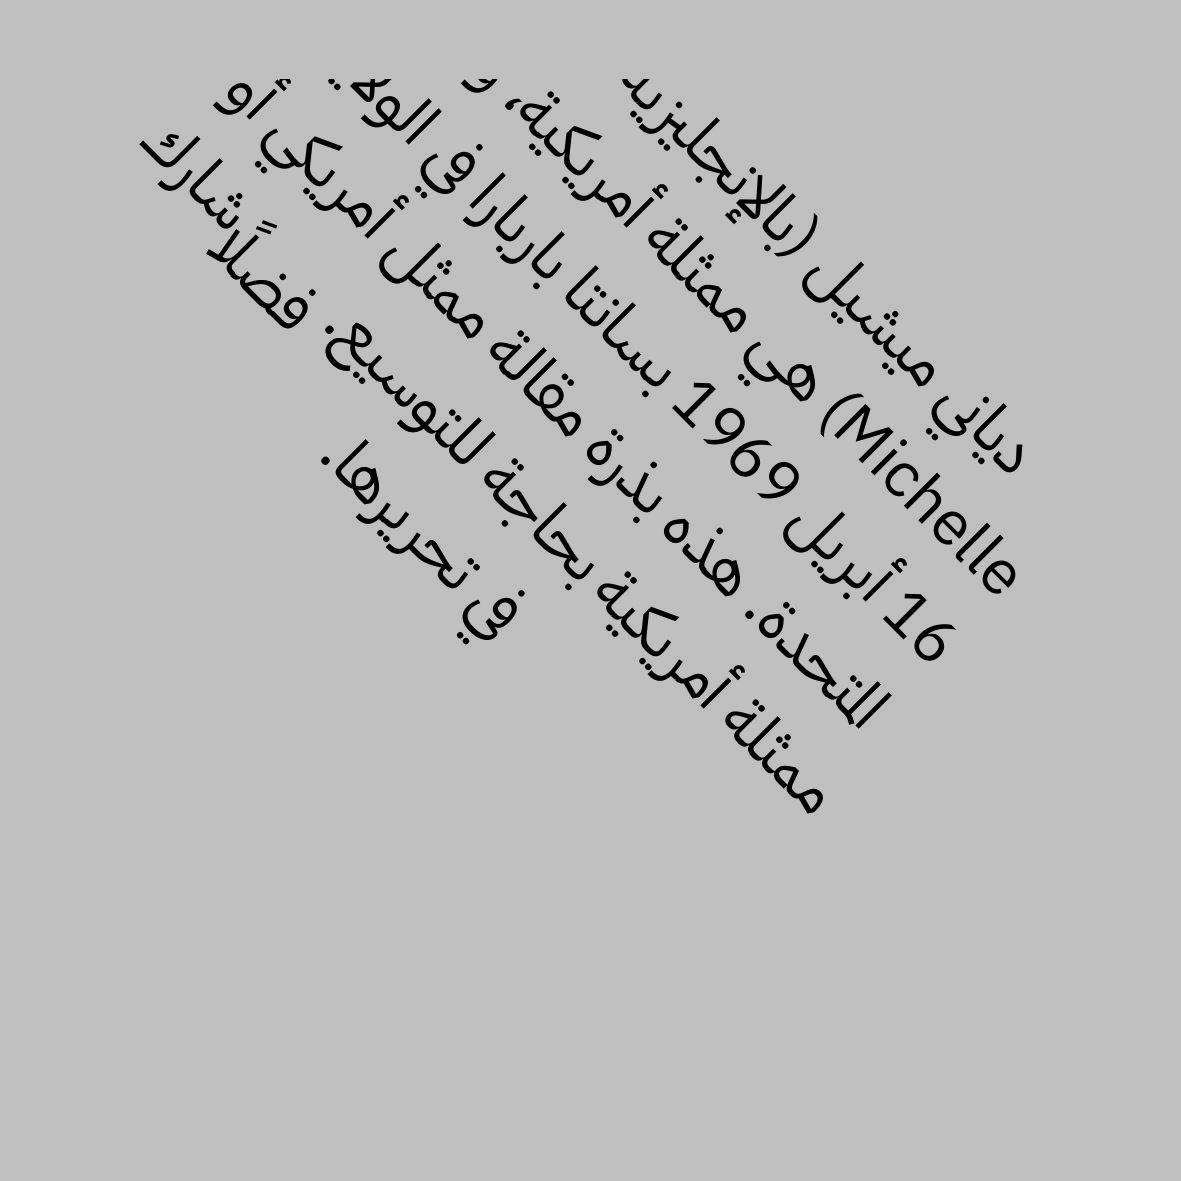 دياني ميشيل (بالإنجليزية
Michelle) هي ممثلة أمريكية،
16 أبريل 1969 بسانتا باربارا في
المتحدة. هذه بذرة مقالة ممثل أمريكي أو
ممثلة أمريكية بحاجة للتوسيع. فضلًا شارك
في تحريرها.